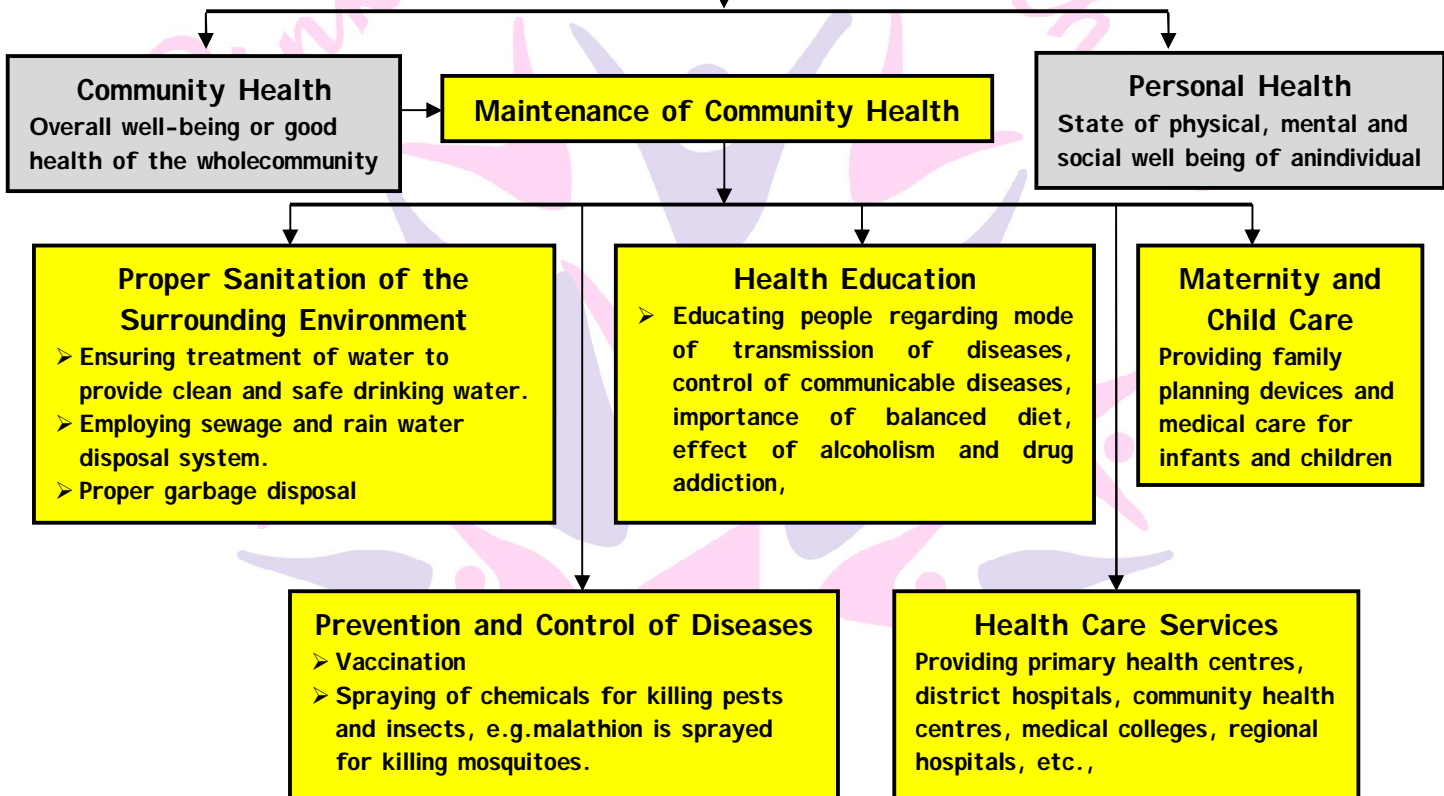 Community Health
Overall well-being or good
health of the wholecommunity
Maintenance of Community Health
Personal Health
State of physical, mental and
social well being of anindividual
Proper Sanitation of the
Surrounding Environment
➢ Ensuring treatment of water to
provide clean and safe drinking water.
➢ Employing sewage and rain water
disposal system.
➢ Proper garbage disposal
Health Education
➢ Educating people regarding mode
of transmission of diseases,
control of communicable diseases,
importance of balanced diet,
effect of alcoholism and drug
addiction,
Maternity and
Child Care
Providing family
planning devices and
medical care for
infants and children
Prevention and Control of Diseases
➢ Vaccination
➢ Spraying of chemicals for killing pests
and insects, e.g.malathion is sprayed
for killing mosquitoes.
Health Care Services
Providing primary health centres,
district hospitals, community health
centres, medical colleges, regional
hospitals, etc.,